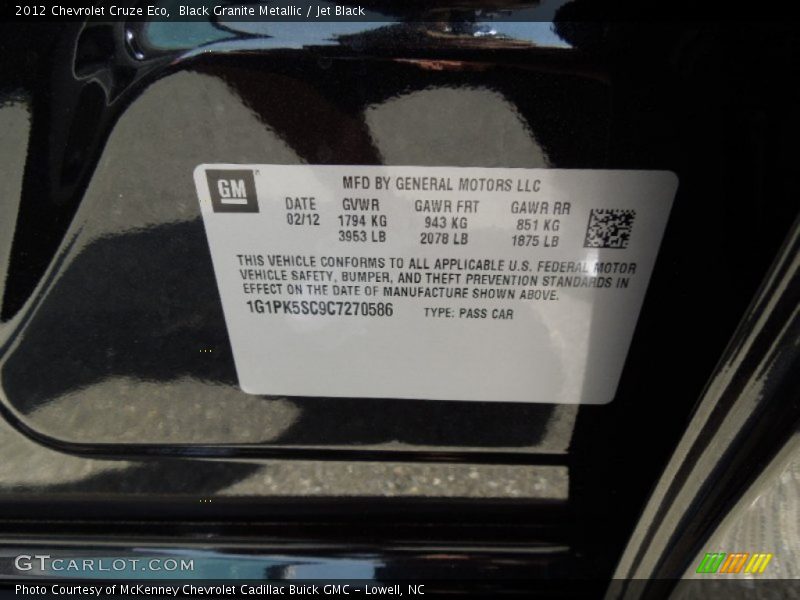 2012 Chevrolet Cruze Eco, Black Granite Metallic / Jet Black
GM
MFD BY GENERAL MOTORS LLC
DATE GVWR GAWR FRT GAWR RR
02/12 1794 KG 943 KG 851 KG
3953 LB 2078 LB 1875 LB
THIS VEHICLE CONFORMS TO ALL APPLICABLE U.S. FEDERAL MOTOR
VEHICLE SAFETY, BUMPER, AND THEFT PREVENTION STANDARDS IN
EFFECT ON THE DATE OF MANUFACTURE SHOWN ABOVE.
1G1PK5SC9C7270586 TYPE: PASS CAR
GTCARLOT.COM
Photo Courtesy of McKenney Chevrolet Cadillac Buick GMC - Lowell, NC